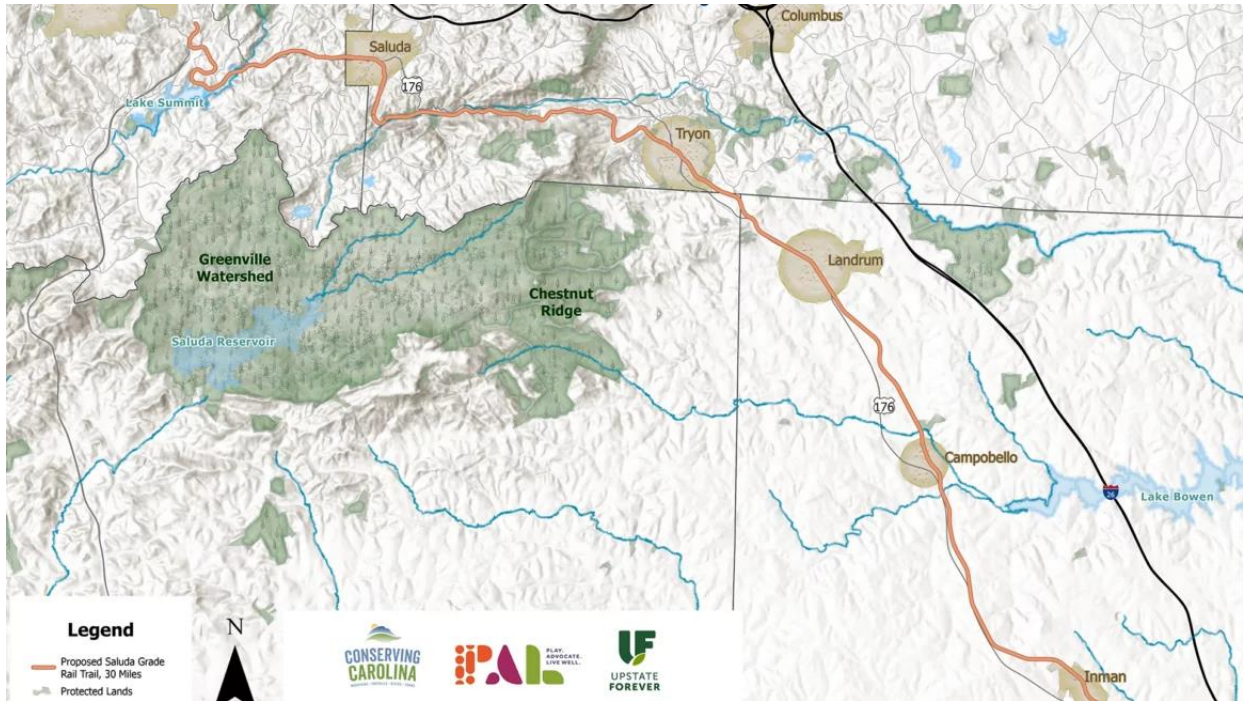 Columbus
Saluda
176
Lake Summit
Tryon
Greenville
Watershed
Landrum
Chestnut
Ridge
Saluda Reservoir
176
Campobello
26
Lake Bowen
Legend
Proposed Saluda Grade
Rail Trail, 30 Miles
Protected Lands
N
CONSERVING
CAROLINA
PAL
PLAY.
ADVOCATE.
LIVE WELL.
UF
UPSTATE
FOREVER
Inman